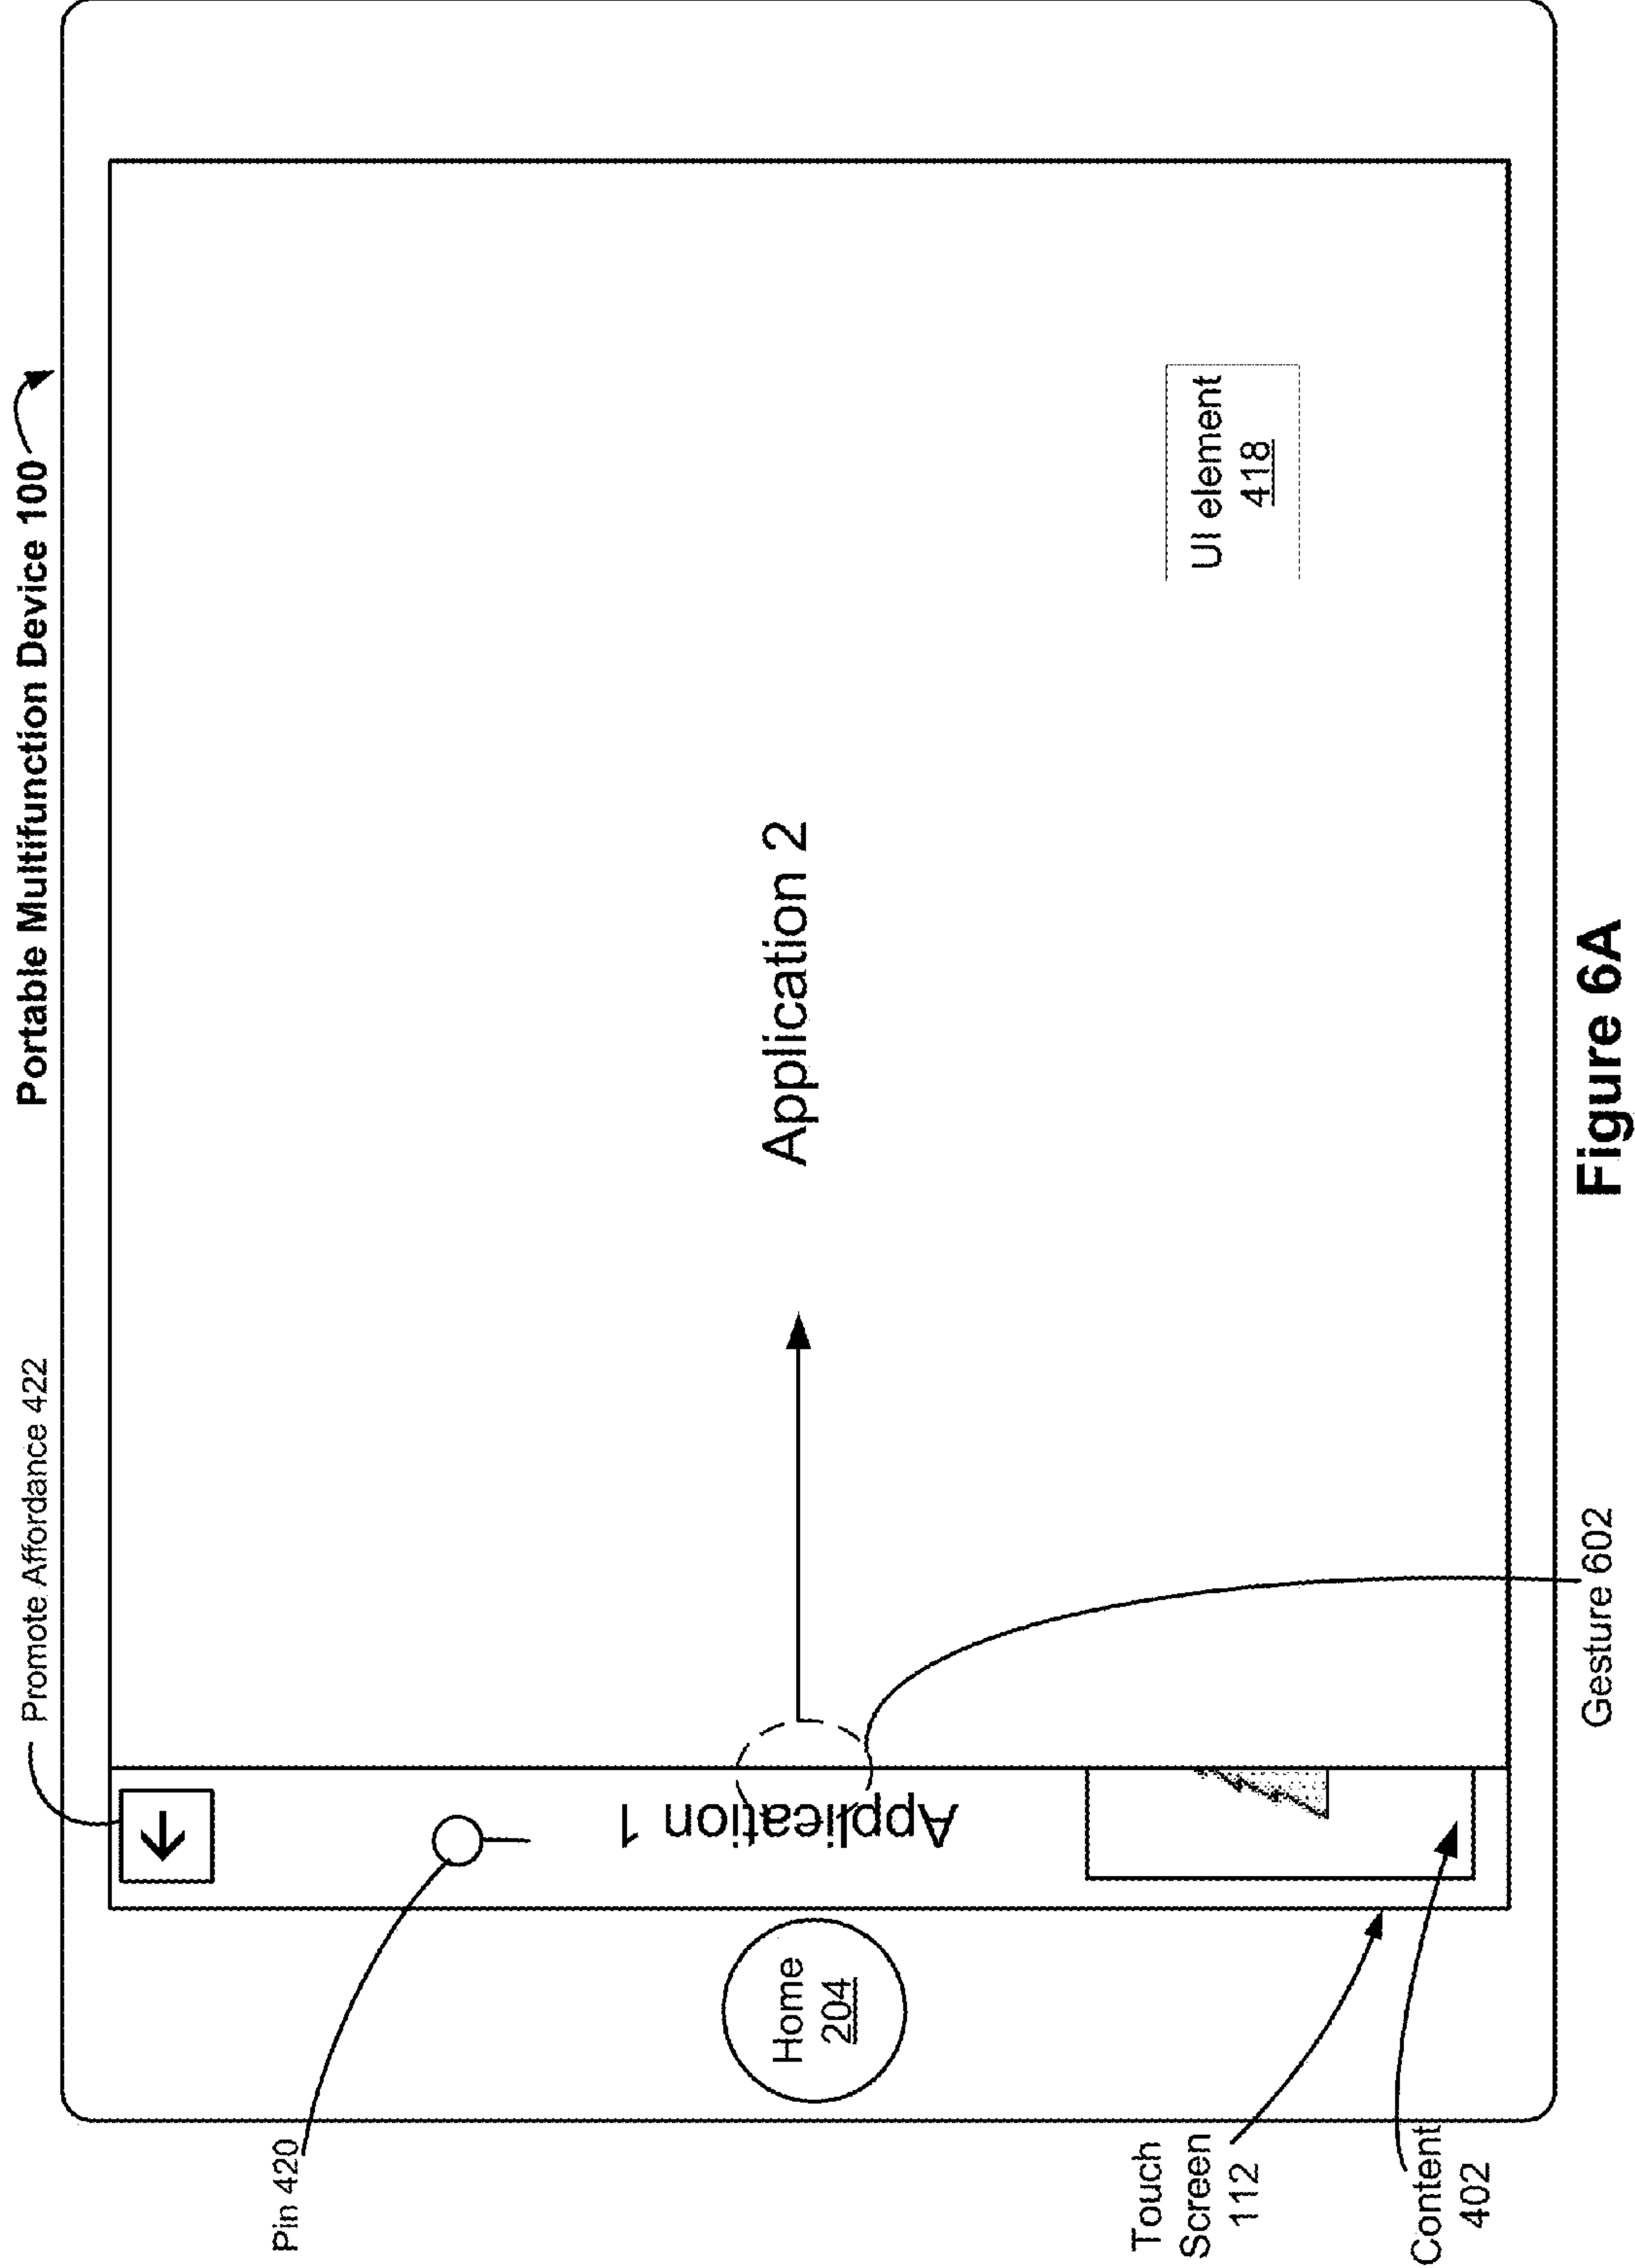 Portable Multifunction Device 100
Promote Affordance 422
Pin 420
Application 1
Application 2
Home
204
UI element
418
Touch
Screen
112
Content
402
Gesture 602
Figure 6A